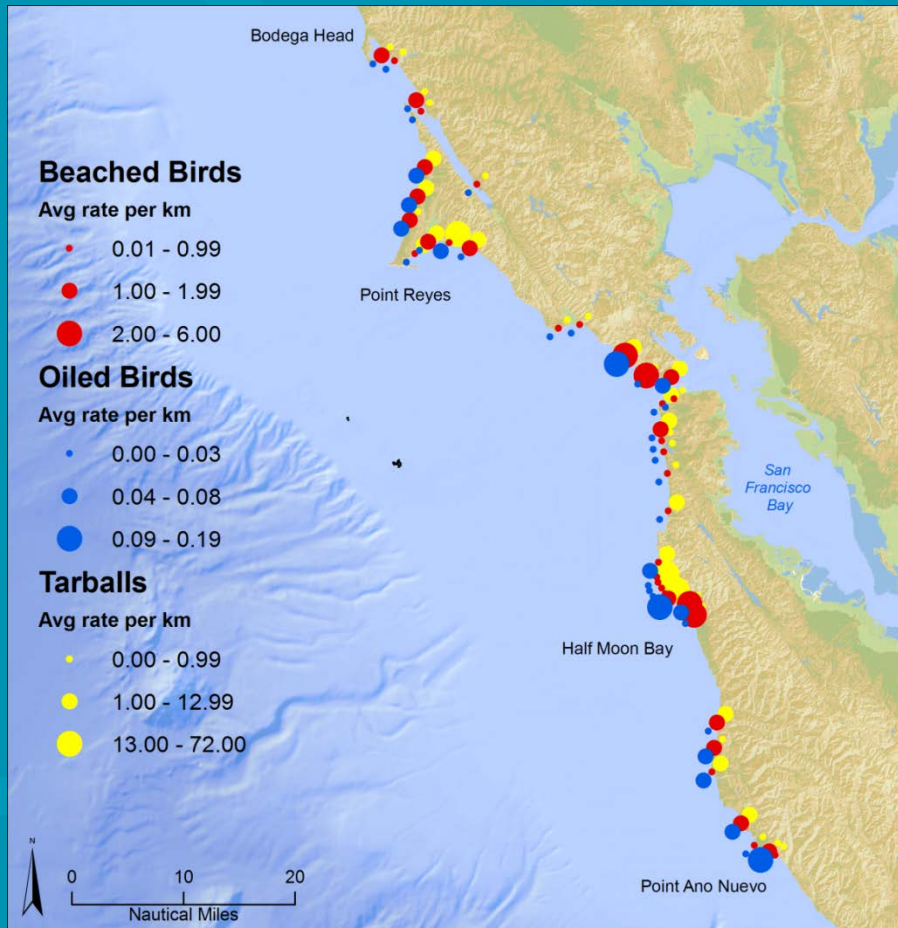 Bodega Head
Beached Birds
Avg rate per km
0.01 - 0.99
1.00 - 1.99
2.00 - 6.00
Point Reyes
Oiled Birds
Avg rate per km
0.00 - 0.03
0.04 - 0.08
0.09 - 0.19
San
Francisco
Bay
Tarballs
Avg rate per km
0.00 - 0.99
1.00 - 12.99
13.00 - 72.00
Half Moon Bay
N
0
10
20
Nautical Miles
Point Ano Nuevo